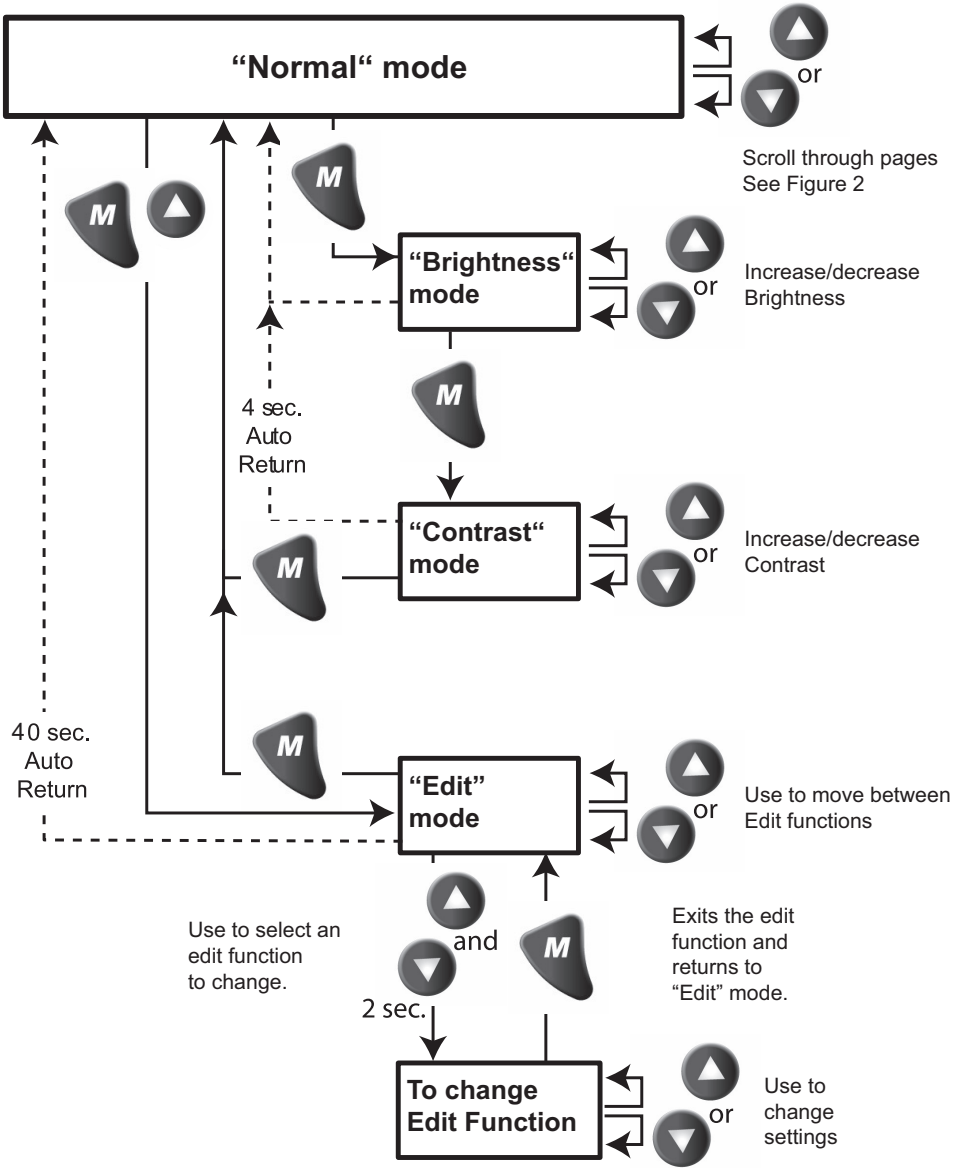 “Normal“ mode
or
Scroll through pages
See Figure 2
M
M
“Brightness“
mode
or
Increase/decrease
Brightness
M
4 sec.
Auto
Return
“Contrast“
mode
or
Increase/decrease
Contrast
M
40 sec.
Auto
Return
M
“Edit”
mode
or
Use to move between
Edit functions
Use to select an
edit function
to change.
and
2 sec.
M
Exits the edit
function and
returns to
“Edit” mode.
To change
Edit Function
or
Use to
change
settings